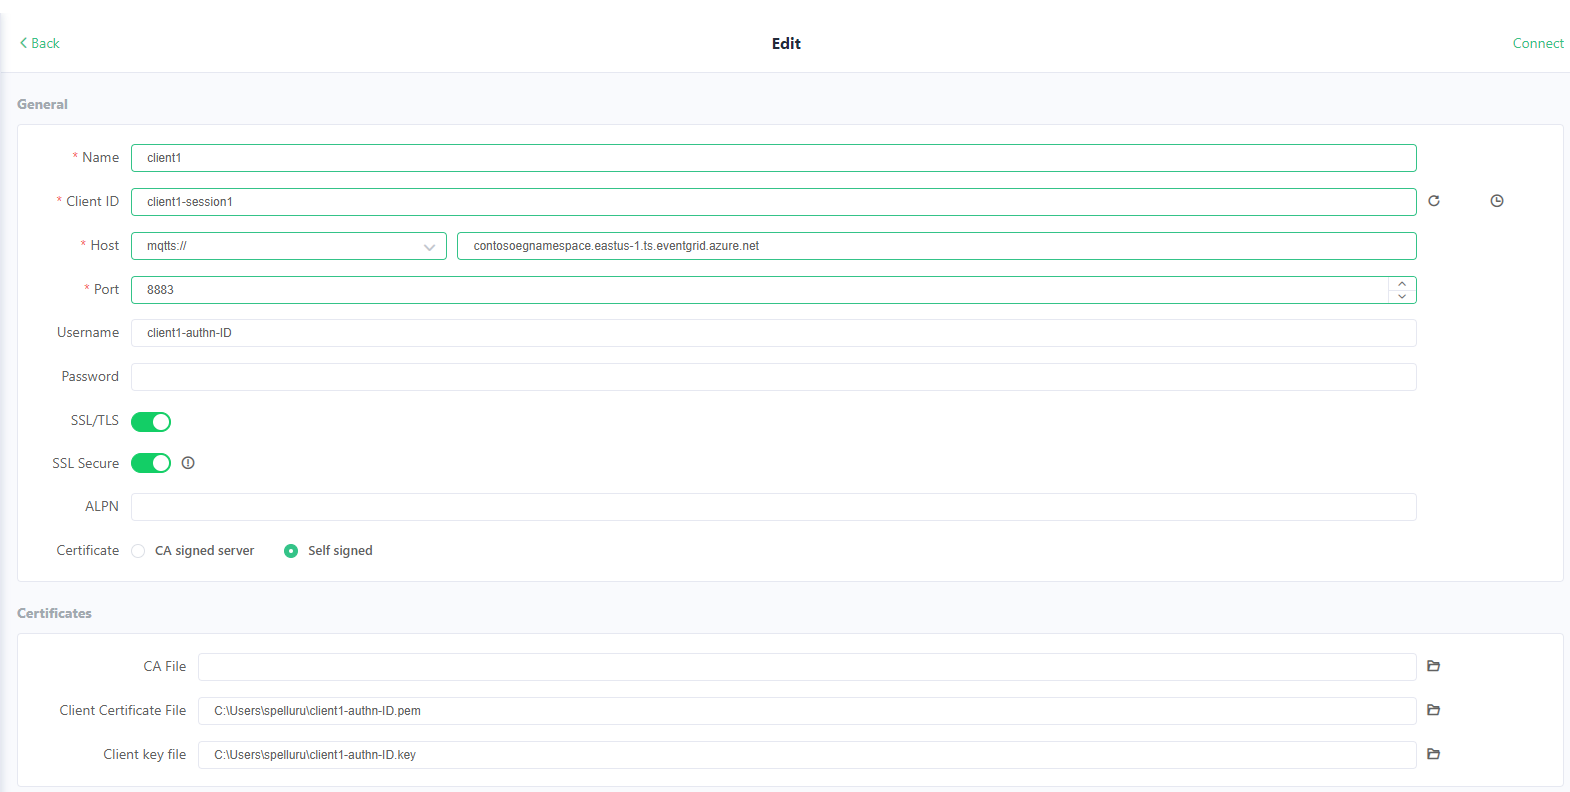 Back
Edit
Connect
General
* Name client1
* Client ID client1-session1
* Host mqtts:// contosoegnamespace.eastus-1.ts.eventgrid.azure.net
* Port 8883
Username client1-authn-ID
Password
SSL/TLS
SSL Secure
ALPN
Certificate CA signed server Self signed
Certificates
CA File
Client Certificate File C:\Users\spelluru\client1-authn-ID.pem
Client key file C:\Users\spelluru\client1-authn-ID.key